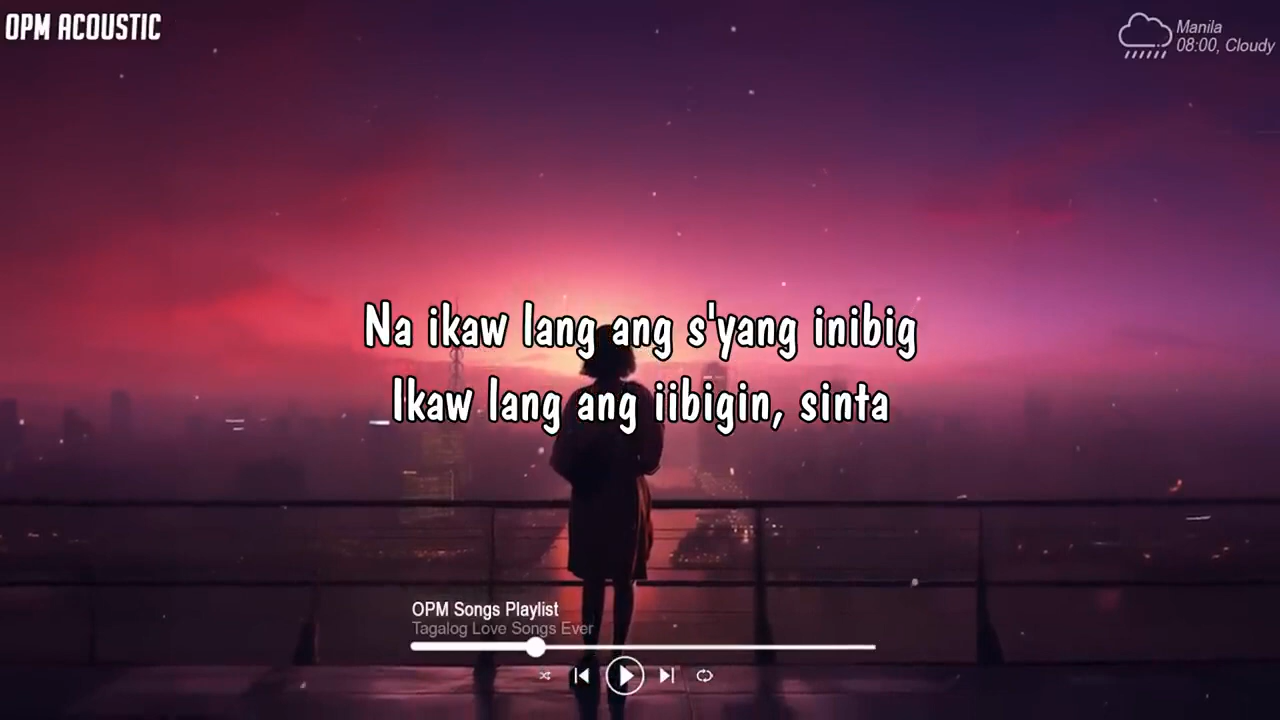 OPM ACOUSTIC
Manila
08:00, Cloudy
Na ikaw lang ang s'yang inibig
Ikaw lang ang iibigin, sinta
OPM Songs Playlist
Tagalog Love Songs Ever